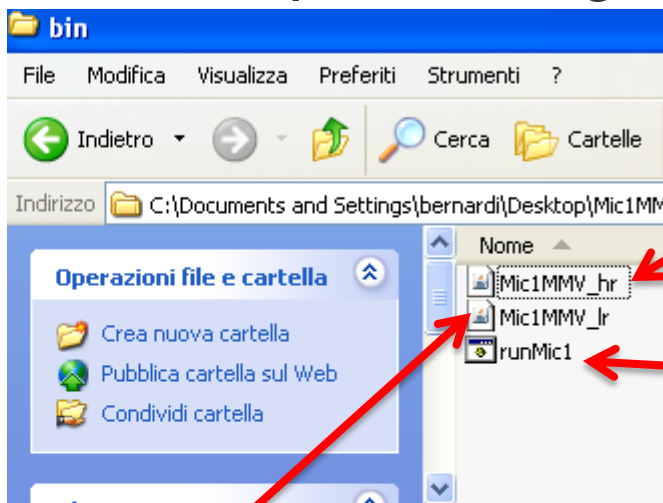 bin
File Modifica Visualizza Preferiti Strumenti ?
Indietro Cerca Cartelle
Indirizzo C:\Documents and Settings\bernardi\Desktop\Mic1MM
Nome
Operazioni file e cartella
Mic1MMV_hr
Mic1MMV_lr
Crea nuova cartella
runMic1
Pubblica cartella sul Web
Condividi cartella